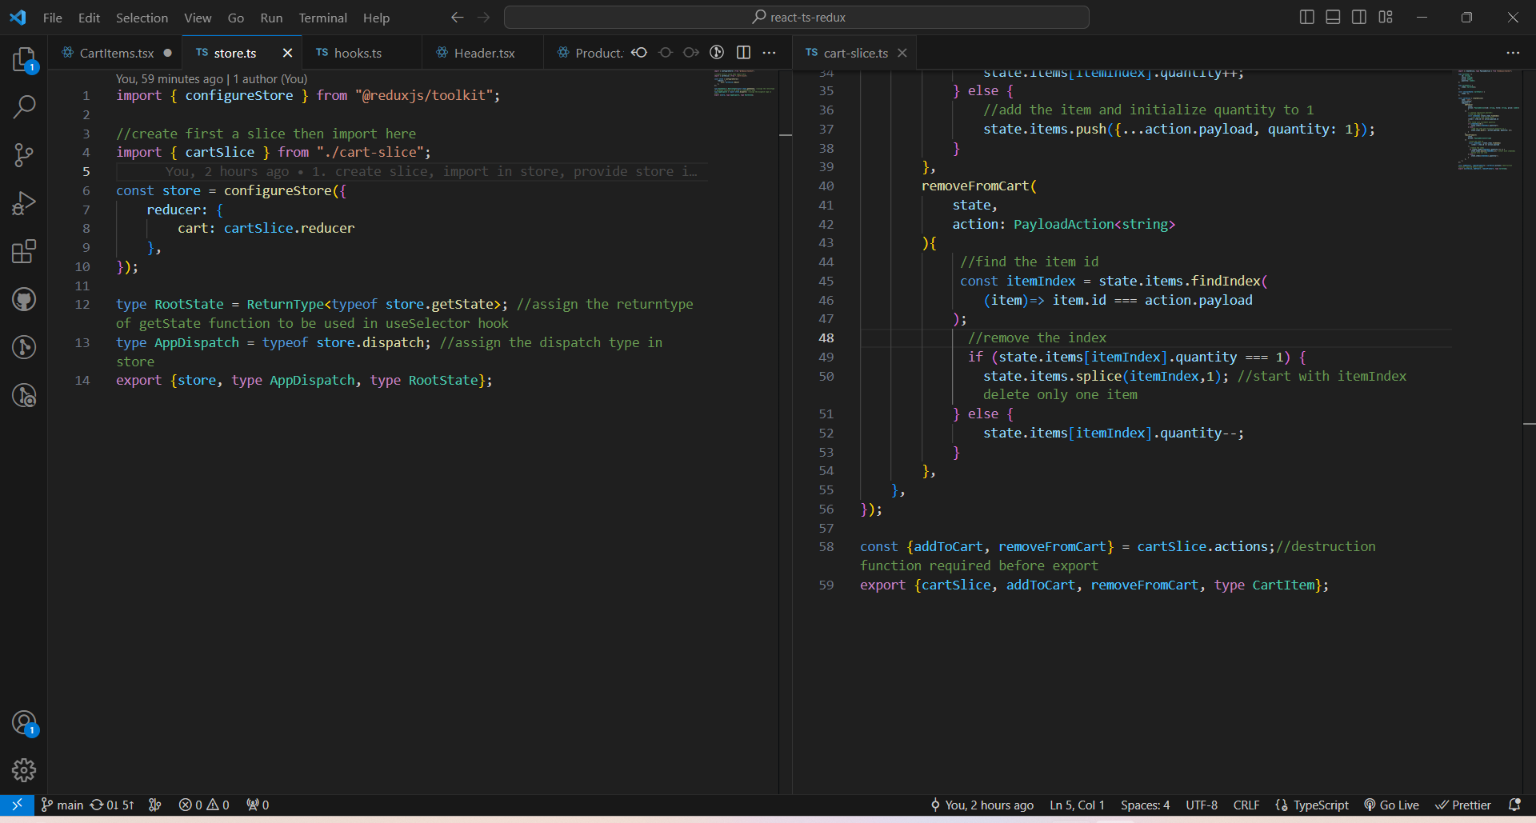 File Edit Selection View Go Run Terminal Help
react-ts-redux
CartItems.tsx
TS store.ts
TS hooks.ts
Header.tsx
Product.
TS cart-slice.ts
You, 59 minutes ago | 1 author (You)
1 import { configureStore } from "@reduxjs/toolkit";
2
3 //create first a slice then import here
4 import { cartSlice } from "./cart-slice";
5 You, 2 hours ago • 1. create slice, import in store, provide store i…
6 const store = configureStore({
7 reducer: {
8 cart: cartSlice.reducer
9 },
10 });
11
12 type RootState = ReturnType<typeof store.getState>; //assign the returntype
of getState function to be used in useSelector hook
13 type AppDispatch = typeof store.dispatch; //assign the dispatch type in
store
14 export {store, type AppDispatch, type RootState};
34 state.items[itemIndex].quantity++;
35 } else {
36 //add the item and initialize quantity to 1
37 state.items.push({...action.payload, quantity: 1});
38 }
39 },
40 removeFromCart(
41 state,
42 action: PayloadAction<string>
43 ){
44 //find the item id
45 const itemIndex = state.items.findIndex(
46 (item)=> item.id === action.payload
47 );
48 //remove the index
49 if (state.items[itemIndex].quantity === 1) {
50 state.items.splice(itemIndex,1); //start with itemIndex
delete only one item
51 } else {
52 state.items[itemIndex].quantity--;
53 }
54 },
55 },
56 });
57
58 const {addToCart, removeFromCart} = cartSlice.actions;//destruction
function required before export
59 export {cartSlice, addToCart, removeFromCart, type CartItem};
1
1
main 0↓ 5↑ 0 0 0
You, 2 hours ago Ln 5, Col 1 Spaces: 4 UTF-8 CRLF {} TypeScript Go Live Prettier